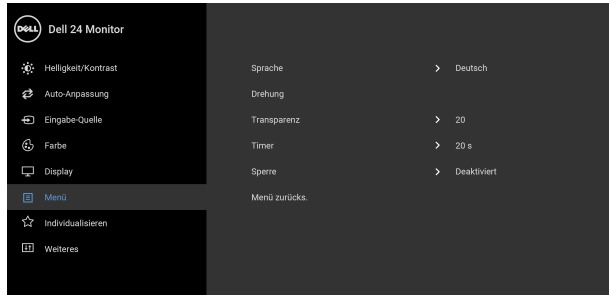 DELL Dell 24 Monitor
Helligkeit/Kontrast
Auto-Anpassung
Eingabe-Quelle
Farbe
Display
Menü
Individualisieren
Weiteres
Sprache > Deutsch
Drehung
Transparenz > 20
Timer > 20 s
Sperre > Deaktiviert
Menü zurücks.